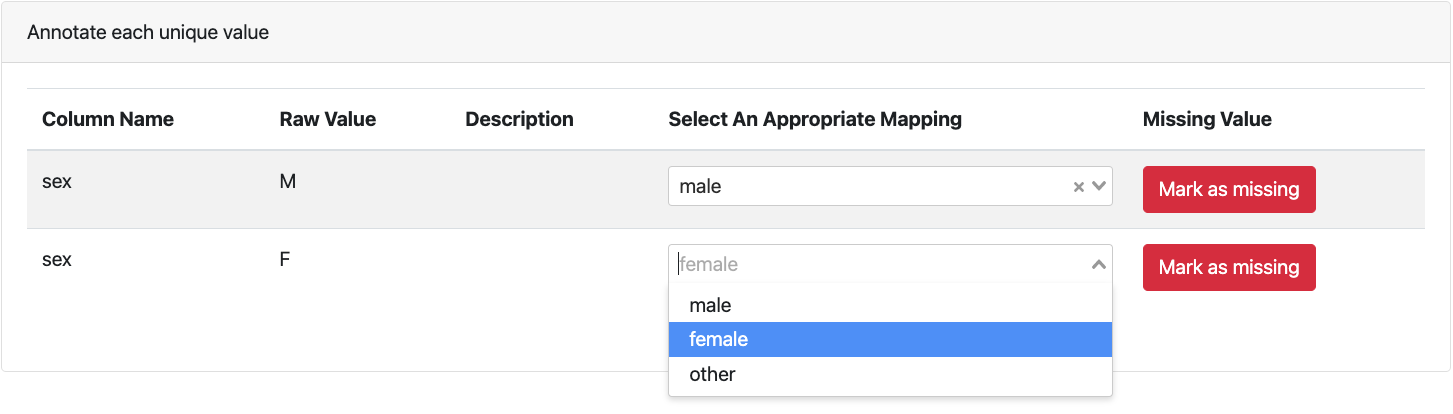 Annotate each unique value
Column Name Raw Value Description Select An Appropriate Mapping Missing Value
sex M male Mark as missing
sex F female Mark as missing
male
female
other